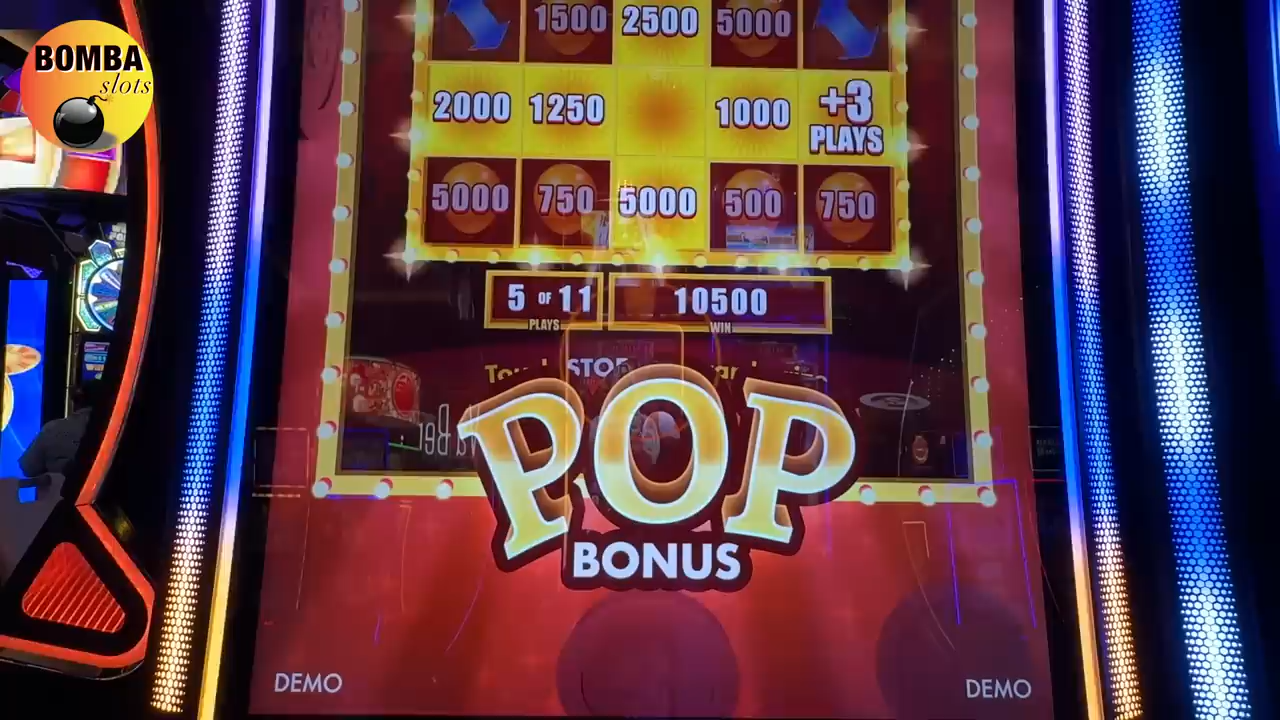 BOMBA
slots
1500 2500 5000
2000 1250 1000 +3
PLAYS
5000 750 5000 500 750
5 OF 11 10500
PLAYS WIN
STOP
POP
BONUS
DEMO DEMO